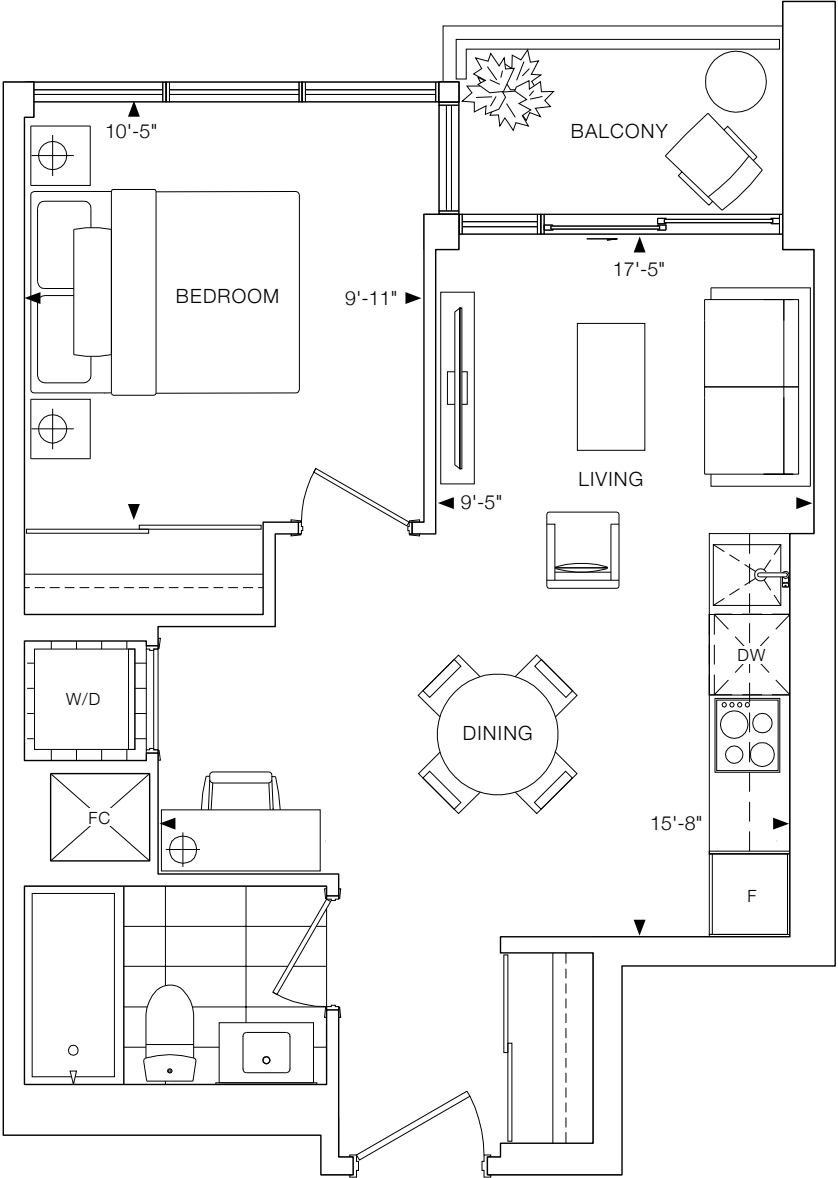 10'-5"
BALCONY
17'-5"
BEDROOM
9'-11"
LIVING
9'-5"
DW
W/D
DINING
FC
15'-8"
F